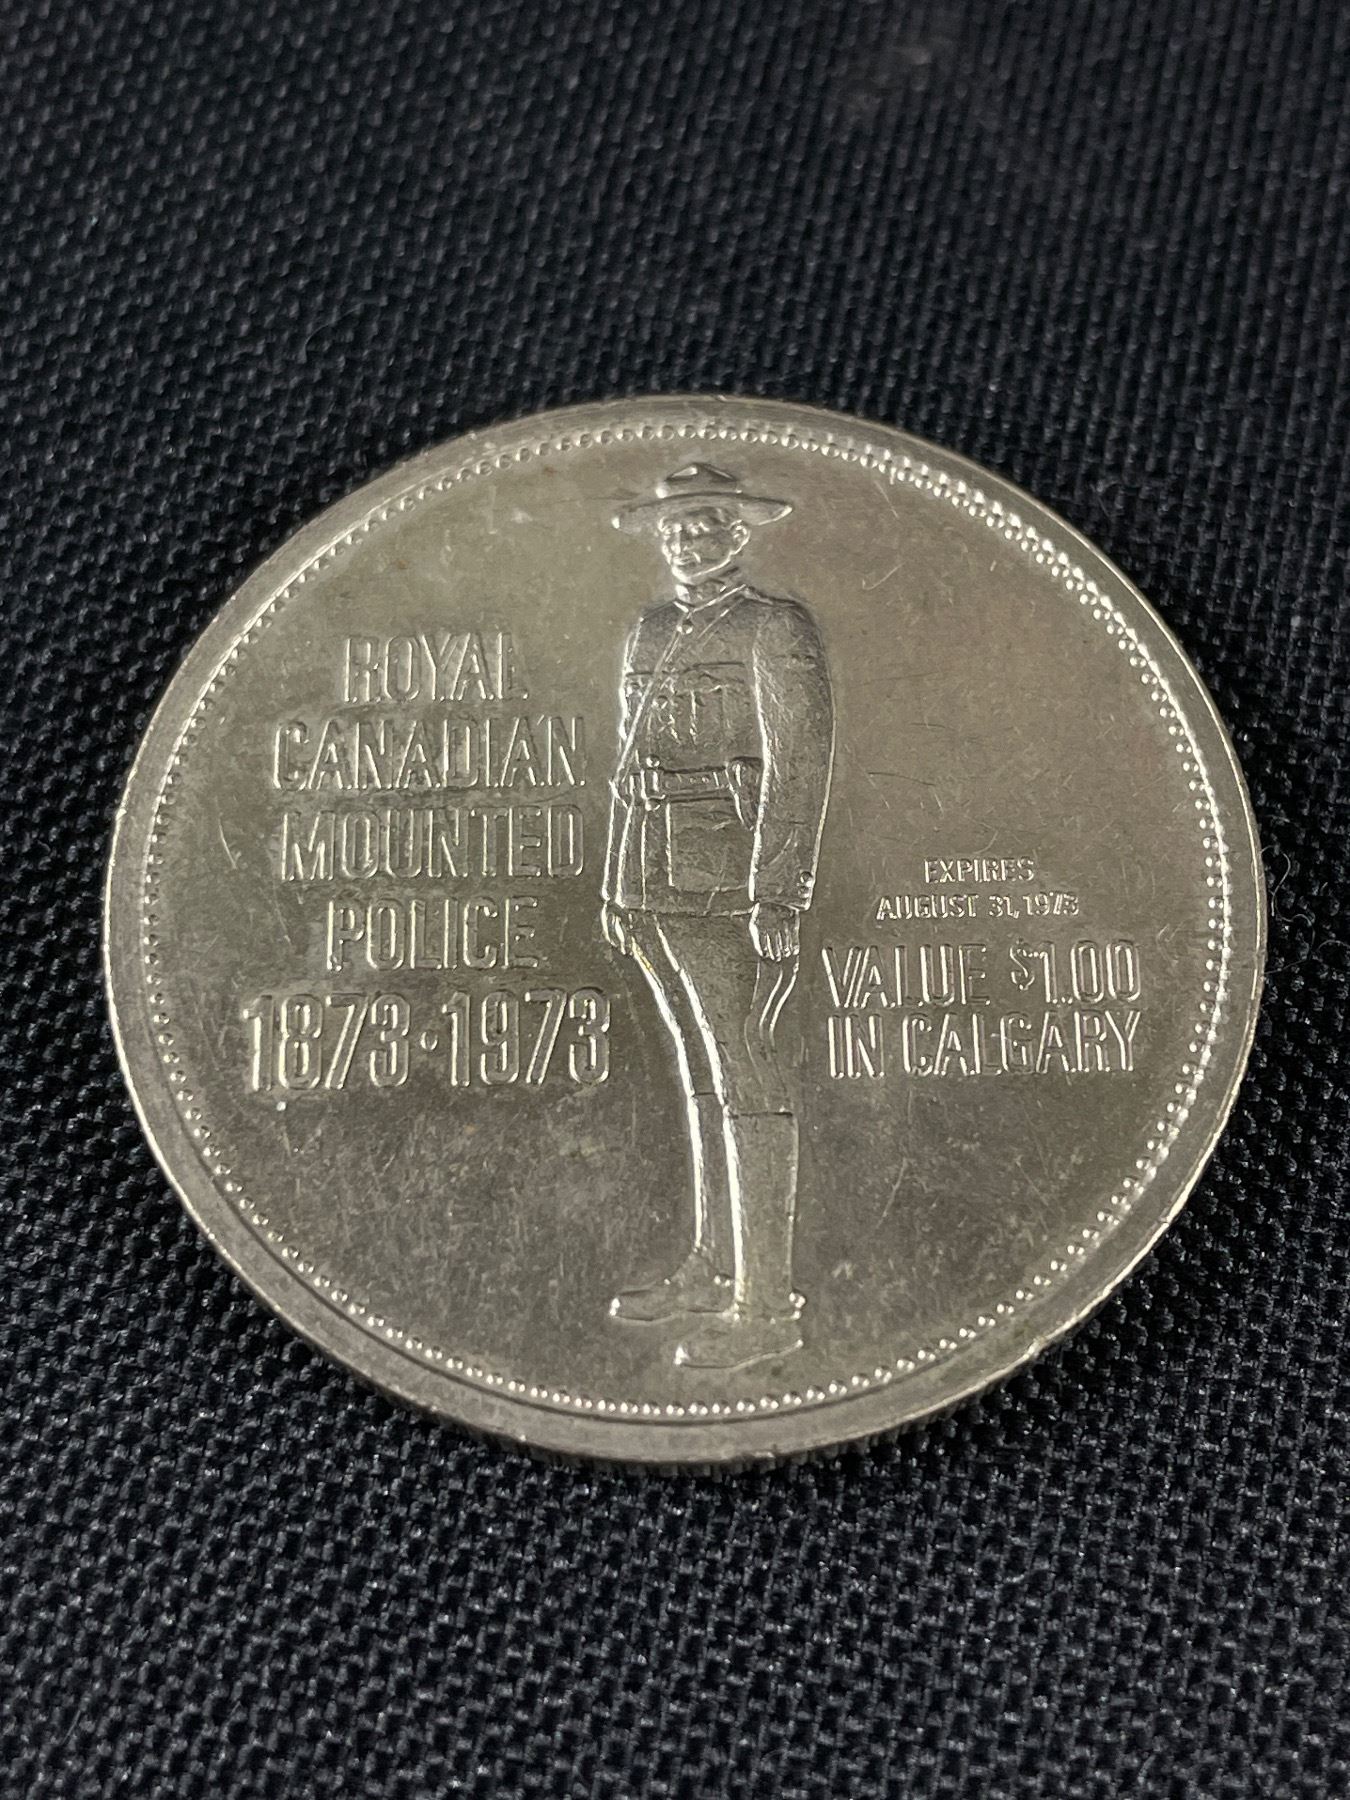 ROYAL
CANADIAN
MOUNTED
POLICE
1873·1973
EXPIRES
AUGUST 31, 1973
VALUE $1.00
IN CALGARY